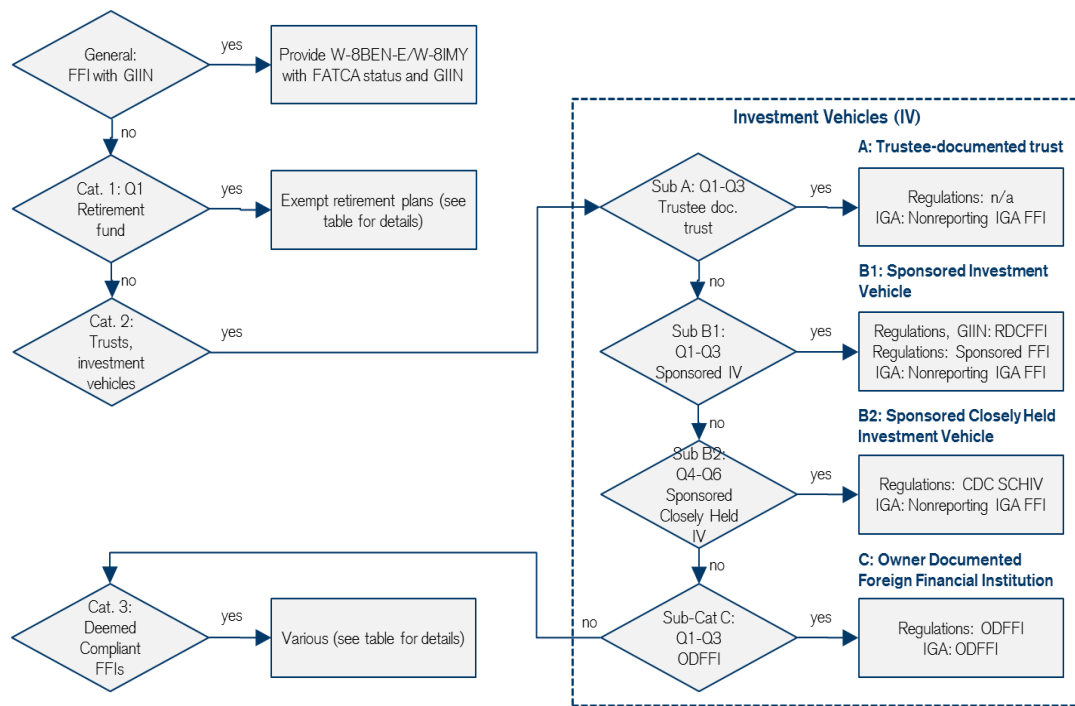 General:
FFI with GIIN
yes
Provide W-8BEN-E/W-8IMY
with FATCA status and GIIN
no
Cat. 1: Q1
Retirement
fund
yes
Exempt retirement plans (see
table for details)
no
Cat. 2:
Trusts,
investment
vehicles
yes
Investment Vehicles (IV)
A: Trustee-documented trust
Sub A: Q1-Q3
Trustee doc.
trust
yes
Regulations: n/a
IGA: Nonreporting IGA FFI
no
B1: Sponsored Investment
Vehicle
Sub B1:
Q1-Q3
Sponsored IV
yes
Regulations, GIIN: RDCFFI
Regulations: Sponsored FFI
IGA: Nonreporting IGA FFI
no
B2: Sponsored Closely Held
Investment Vehicle
Sub B2:
Q4-Q6
Sponsored
Closely Held
IV
yes
Regulations: CDC SCHIV
IGA: Nonreporting IGA FFI
no
C: Owner Documented
Foreign Financial Institution
Sub-Cat C:
Q1-Q3
ODFFI
yes
Regulations: ODFFI
IGA: ODFFI
no
Cat. 3:
Deemed
Compliant
FFIs
yes
Various (see table for details)